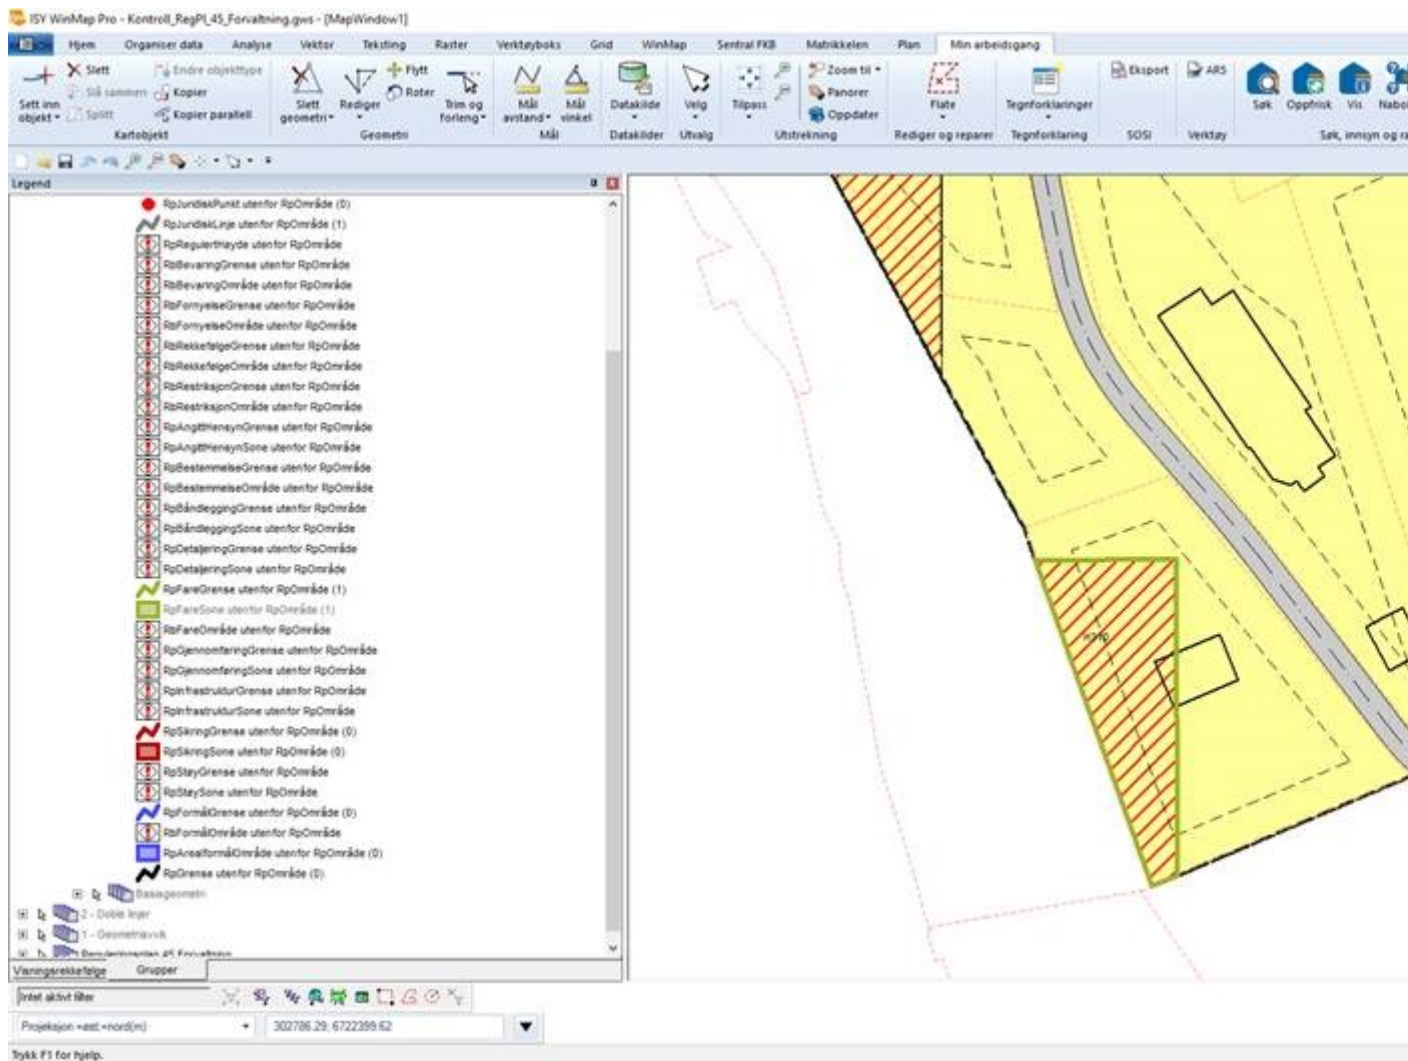 ISY WinMap Pro - Kontroll_RegPl_45_Forvaltning.gws - [MapWindow1]
Hjem Organiser data Analyse Vektor Teksting Raster Verktøyboks Grid WinMap Sentral FKB Matrikkelen Plan Min arbeidsgang
Sett inn objekt
Slett
Slå sammen
Splitt
Endre objekttype
Kopier
Kopier parallell
Kartobjekt
Slett geometri
Rediger
Flytt
Roter
Trim og forleng
Geometri
Mål avstand
Mål vinkel
Mål
Datakilde
Datakilder
Velg
Utvalg
Tilpass
Zoom til
Panorer
Oppdater
Utstrekning
Flate
Rediger og reparer
Tegnforklaringer
Tegnforklaring
Eksport
SOSI
ARS
Verktøy
Søk
Oppfrisk
Vis
Søk, innsyn og
Legend
RpJuridiskPunkt utenfor RpOmråde (0)
RpJuridiskLinje utenfor RpOmråde (1)
RpRegulertHøyde utenfor RpOmråde
RbBevaringGrense utenfor RpOmråde
RbBevaringOmråde utenfor RpOmråde
RbFornyelseGrense utenfor RpOmråde
RbFornyelseOmråde utenfor RpOmråde
RbRekkefølgeGrense utenfor RpOmråde
RbRekkefølgeOmråde utenfor RpOmråde
RbRestriksjonGrense utenfor RpOmråde
RbRestriksjonOmråde utenfor RpOmråde
RpAngittHensynGrense utenfor RpOmråde
RpAngittHensynSone utenfor RpOmråde
RpBestemmelseGrense utenfor RpOmråde
RpBestemmelseOmråde utenfor RpOmråde
RpBåndleggingGrense utenfor RpOmråde
RpBåndleggingSone utenfor RpOmråde
RpDetaljeringGrense utenfor RpOmråde
RpDetaljeringSone utenfor RpOmråde
RpFareGrense utenfor RpOmråde (1)
RpFareSone utenfor RpOmråde (1)
RbFareOmråde utenfor RpOmråde
RpGjennomføringGrense utenfor RpOmråde
RpGjennomføringSone utenfor RpOmråde
RpInfrastrukturGrense utenfor RpOmråde
RpInfrastrukturSone utenfor RpOmråde
RpSikringGrense utenfor RpOmråde (0)
RpSikringSone utenfor RpOmråde (0)
RpStøyGrense utenfor RpOmråde
RpStøySone utenfor RpOmråde
RpFormålGrense utenfor RpOmråde (0)
RbFormålOmråde utenfor RpOmråde
RpArealformålOmråde utenfor RpOmråde (0)
RpGrense utenfor RpOmråde (0)
Basisgeometri
2 - Doble linjer
1 - Geometriavvik
Reguleringsplan 45 Forvaltning
Visningsrekkefølge Grupper
Intet aktivt filter
Projeksjon +øst,+nord(m) 302786.29; 6722399.62
Trykk F1 for hjelp.